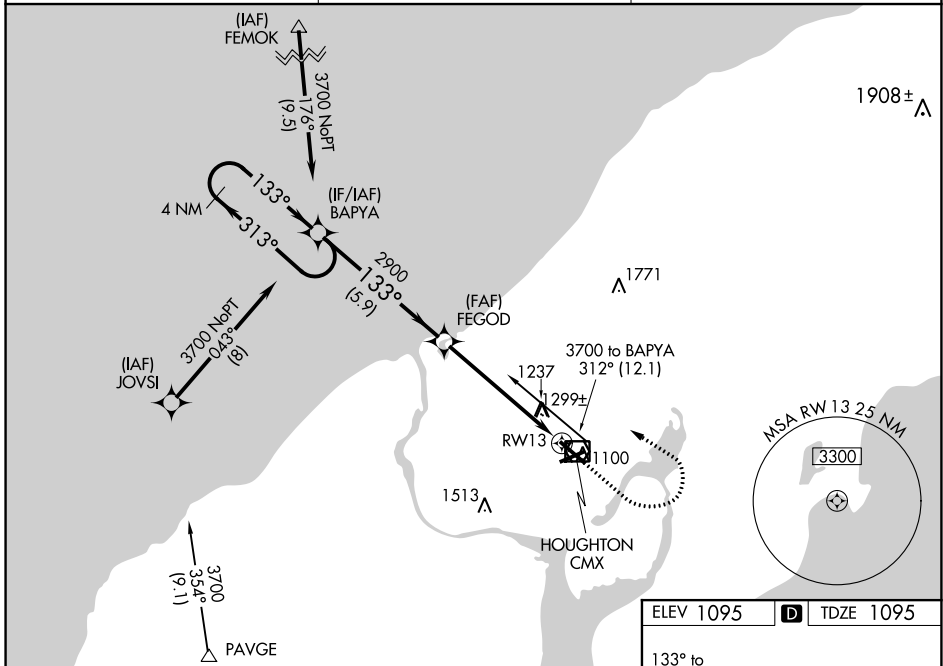 (IAF)
FEMOK
3700 NoPT
176°
(9.5)
1908±
133°
(IF/IAF)
BAPYA
4 NM
313°
2900
133°
(5.9)
1771
(FAF)
FEGOD
3700 NoPT
043°
(8)
(IAF)
JOVSI
3700 to BAPYA
312° (12.1)
1237
1299±
MSA RW 13 25 NM
RW13
3300
1100
1513
HOUGHTON
CMX
3700
354°
(9.1)
PAVGE
ELEV 1095 D TDZE 1095
133° to